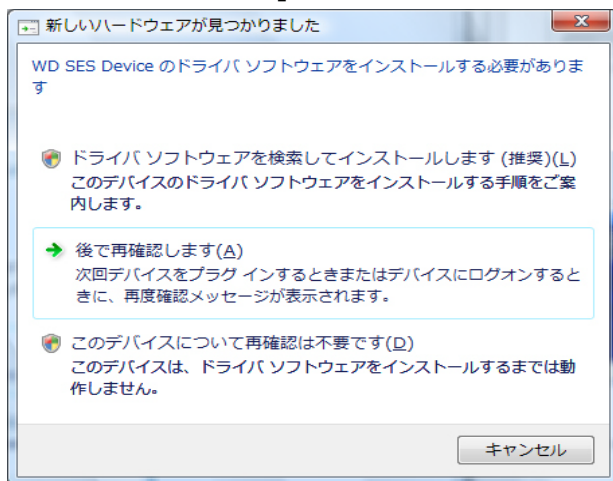 新しいハードウェアが見つかりました
WD SES Device のドライバ ソフトウェアをインストールする必要がありま
す
ドライバ ソフトウェアを検索してインストールします (推奨)(L)
このデバイスのドライバ ソフトウェアをインストールする手順をご案
内します。
後で再確認します(A)
次回デバイスをプラグ インするときまたはデバイスにログオンすると
きに、再度確認メッセージが表示されます。
このデバイスについて再確認は不要です(D)
このデバイスは、ドライバ ソフトウェアをインストールするまでは動
作しません。
キャンセル